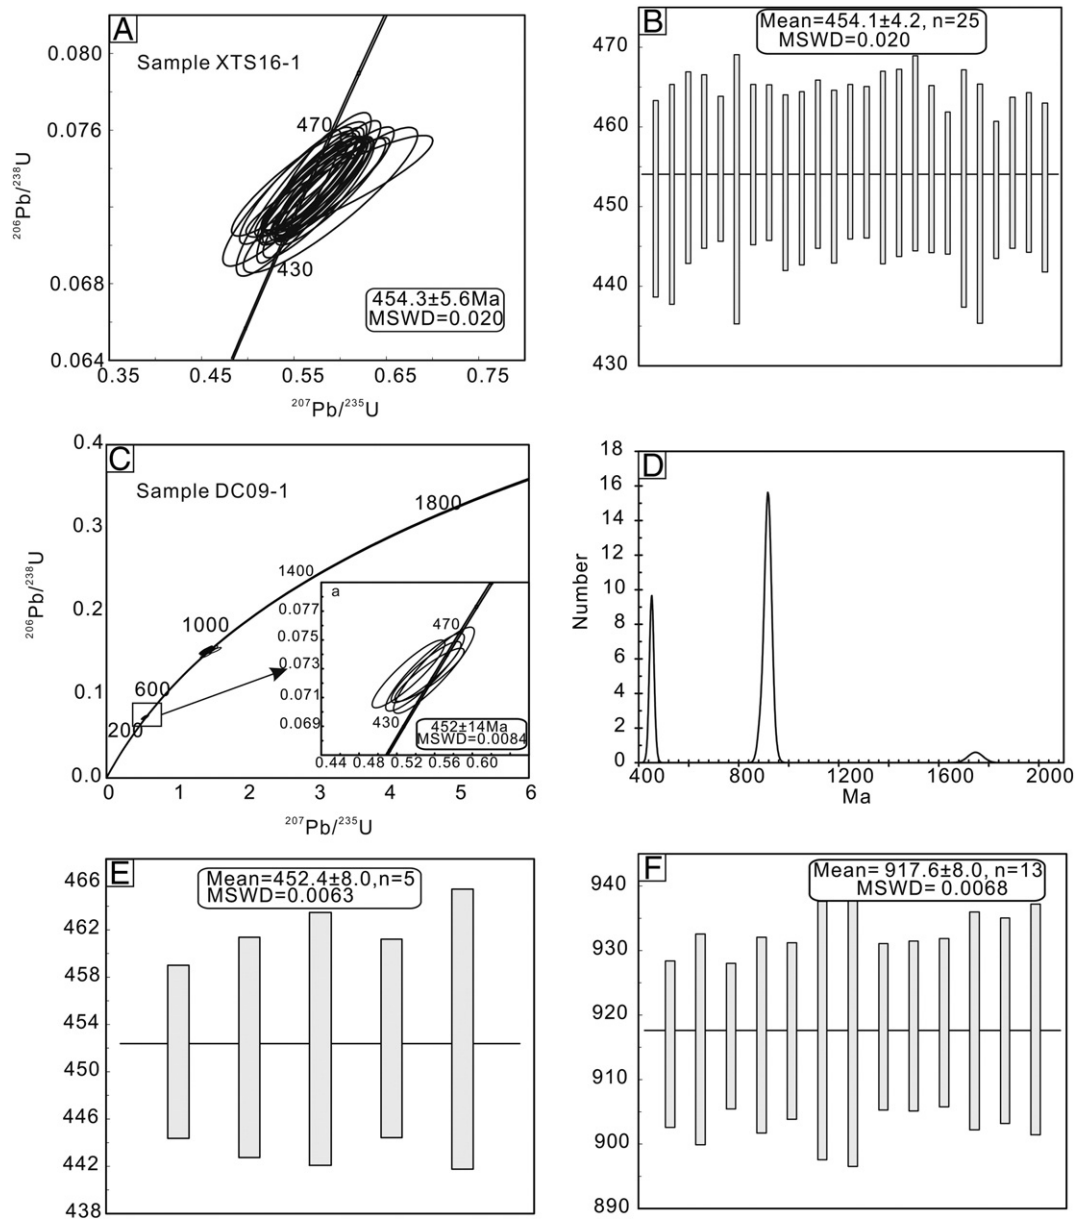 A
Sample XTS16-1
0.080
0.076
0.068
0.064
470
430
454.3±5.6Ma
MSWD=0.020
0.35
0.45
0.55
0.65
0.75
206Pb/238U
207Pb/235U
B
Mean=454.1±4.2, n=25
MSWD=0.020
470
460
450
440
430
C
Sample DC09-1
0.4
0.3
0.2
0.1
0.0
1800
1400
1000
600
200
a
0.077
0.075
0.073
0.071
0.069
470
430
452±14Ma
MSWD=0.0084
0.44 0.48 0.52 0.56 0.60
0 1 2 3 4 5 6
206Pb/238U
207Pb/235U
D
18
16
14
12
10
8
6
4
2
0
Number
400 800 1200 1600 2000
Ma
E
Mean=452.4±8.0,n=5
MSWD=0.0063
466
462
458
454
450
446
442
438
F
Mean= 917.6±8.0, n=13
MSWD= 0.0068
940
930
920
910
900
890